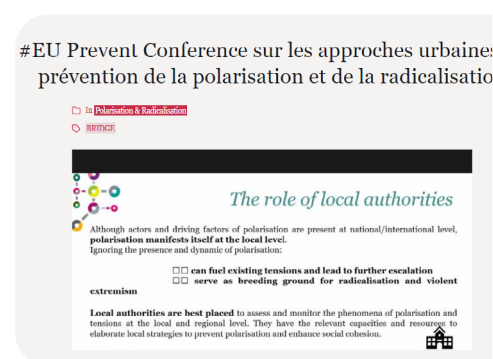 #EU Prevent Conference sur les approches urbaines
prévention de la polarisation et de la radicalisatio
In Polarisation & Radicalisation
BRIDGE
The role of local authorities
Although actors and driving factors of polarisation are present at national/international level,
polarisation manifests itself at the local level.
Ignoring the presence and dynamic of polarisation:
□□ can fuel existing tensions and lead to further escalation
□□ serve as breeding ground for radicalisation and violent
extremism
Local authorities are best placed to assess and monitor the phenomena of polarisation and
tensions at the local and regional level. They have the relevant capacities and resources to
elaborate local strategies to prevent polarisation and enhance social cohesion.